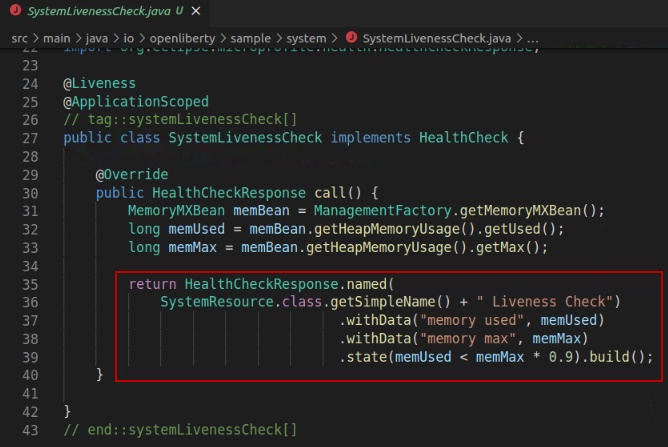 SystemLivenessCheck.java U ×
src > main > java > io > openliberty > sample > system > SystemLivenessCheck.java > ...
22 import org.eclipse.microprofile.health.HealthCheckResponse;
23
24 @Liveness
25 @ApplicationScoped
26 // tag::systemLivenessCheck[]
27 public class SystemLivenessCheck implements HealthCheck {
28
29 @Override
30 public HealthCheckResponse call() {
31 MemoryMXBean memBean = ManagementFactory.getMemoryMXBean();
32 long memUsed = memBean.getHeapMemoryUsage().getUsed();
33 long memMax = memBean.getHeapMemoryUsage().getMax();
34
35 return HealthCheckResponse.named(
36 SystemResource.class.getSimpleName() + " Liveness Check")
37 .withData("memory used", memUsed)
38 .withData("memory max", memMax)
39 .state(memUsed < memMax * 0.9).build();
40 }
41
42 }
43 // end::systemLivenessCheck[]